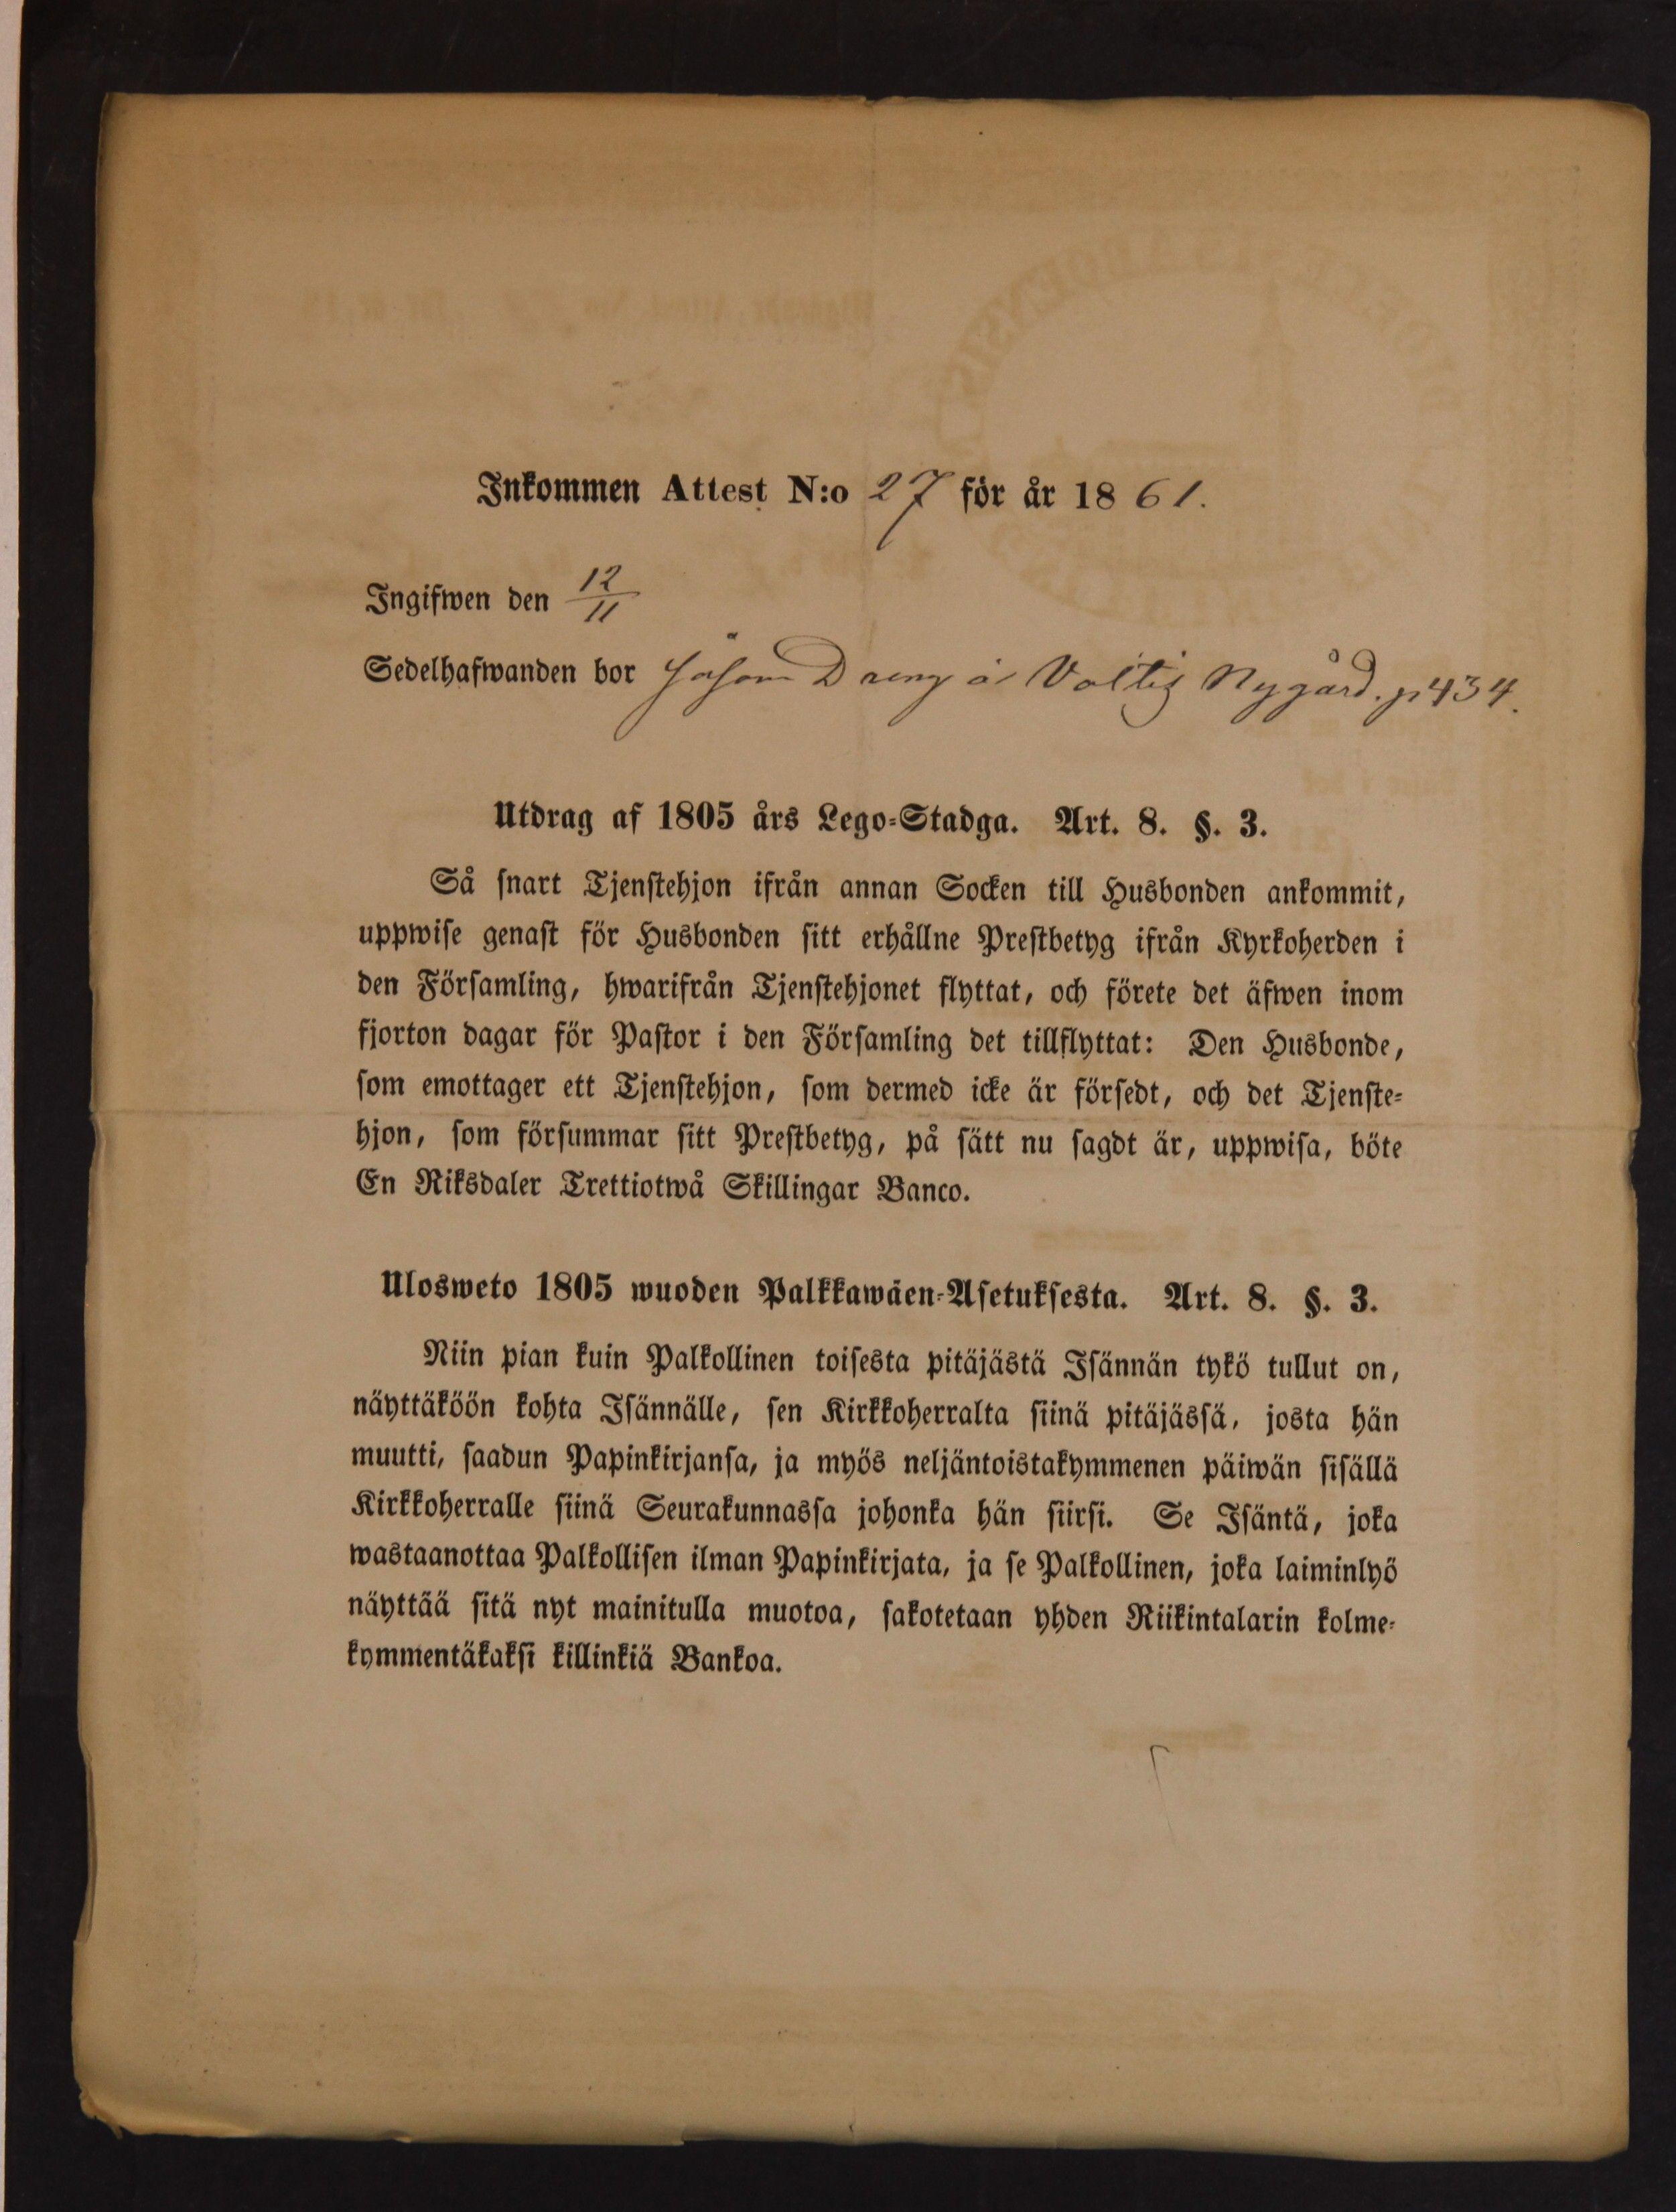 Inkommen Attest N:o 27 för år 1861.
Ingifwen den 12/11
Sedelhafwanden bor såsom Dreng å Voltis Nygård. p 434.
Utdrag af 1805 års Lego-Stadga. Art. 8. §. 3.
Så snart Tjenstehjon ifrån annan Socken till Husbonden ankommit,
uppwise genast för Husbonden sitt erhållne Prestbetyg ifrån Kyrkoherden i
den Församling, hwarifrån Tjenstehjonet flyttat, och förete det äfwen inom
fjorton dagar för Pastor i den Församling det tillflyttat: Den Husbonde,
som emottager ett Tjenstehjon, som dermed icke är försedt, och det Tjenste-
hjon, som försummar sitt Prestbetyg, på sätt nu sagdt är, uppwisa, böte
En Riksdaler Trettiotwå Skillingar Banco.
Ulosweto 1805 wuoden Palkkawäen-Asetuksesta. Art. 8. §. 3.
Niin pian kuin Palkollinen toisesta pitäjästä Isännän tykö tullut on,
näyttäköön kohta Isännälle, sen Kirkkoherralta siinä pitäjässä, josta hän
muutti, saadun Papinkirjansa, ja myös neljäntoistakymmenen päiwän sisällä
Kirkkoherralle siinä Seurakunnassa johonka hän siirsi. Se Isäntä, joka
wastaanottaa Palkollisen ilman Papinkirjata, ja se Palkollinen, joka laiminlyö
näyttää sitä nyt mainitulla muotoa, sakotetaan yhden Riikintalarin kolme-
kymmentäkaksi killinkiä Bankoa.